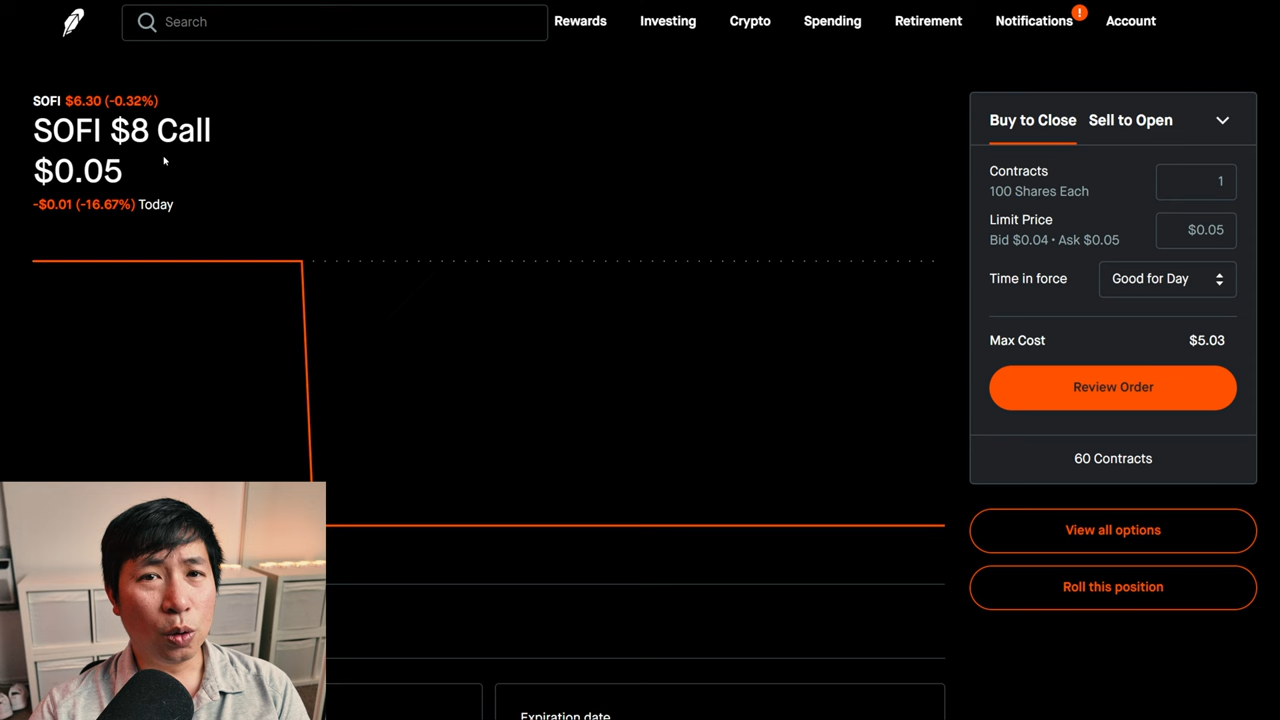 Search
Rewards
Investing
Crypto
Spending
Retirement
Notifications
!
Account
SOFI $6.30 (-0.32%)
SOFI $8 Call
$0.05
-$0.01 (-16.67%) Today
Buy to Close
Sell to Open
Contracts
100 Shares Each
1
Limit Price
Bid $0.04 • Ask $0.05
$0.05
Time in force
Good for Day
Max Cost
$5.03
Review Order
60 Contracts
View all options
Roll this position
Expiration date